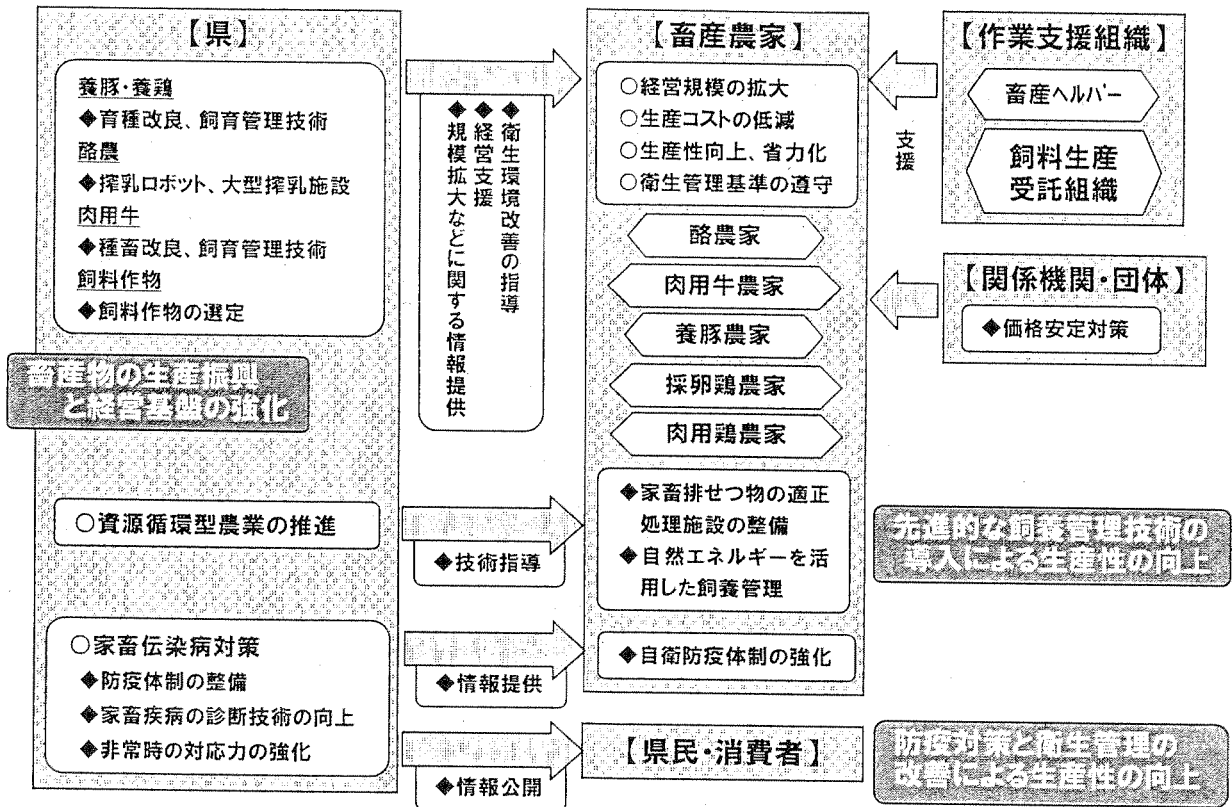 【県】
養豚・養鶏
◆育種改良、飼育管理技術
酪農
◆搾乳ロボット、大型搾乳施設
肉用牛
◆種畜改良、飼育管理技術
飼料作物
◆飼料作物の選定
畜産物の生産振興
と経営基盤の強化
○資源循環型農業の推進
○家畜伝染病対策
◆防疫体制の整備
◆家畜疾病の診断技術の向上
◆非常時の対応力の強化
◆衛生環境改善の指導
◆経営支援
◆規模拡大などに関する情報提供
◆技術指導
◆情報提供
◆情報公開
【畜産農家】
○経営規模の拡大
○生産コストの低減
○生産性向上、省力化
○衛生管理基準の遵守
酪農家
肉用牛農家
養豚農家
採卵鶏農家
肉用鶏農家
◆家畜排せつ物の適正
処理施設の整備
◆自然エネルギーを活
用した飼養管理
◆自衛防疫体制の強化
【県民・消費者】
【作業支援組織】
畜産ヘルパー
飼料生産
受託組織
支援
【関係機関・団体】
◆価格安定対策
先進的な飼養管理技術の
導入による生産性の向上
防疫対策と衛生管理の
改善による生産性の向上